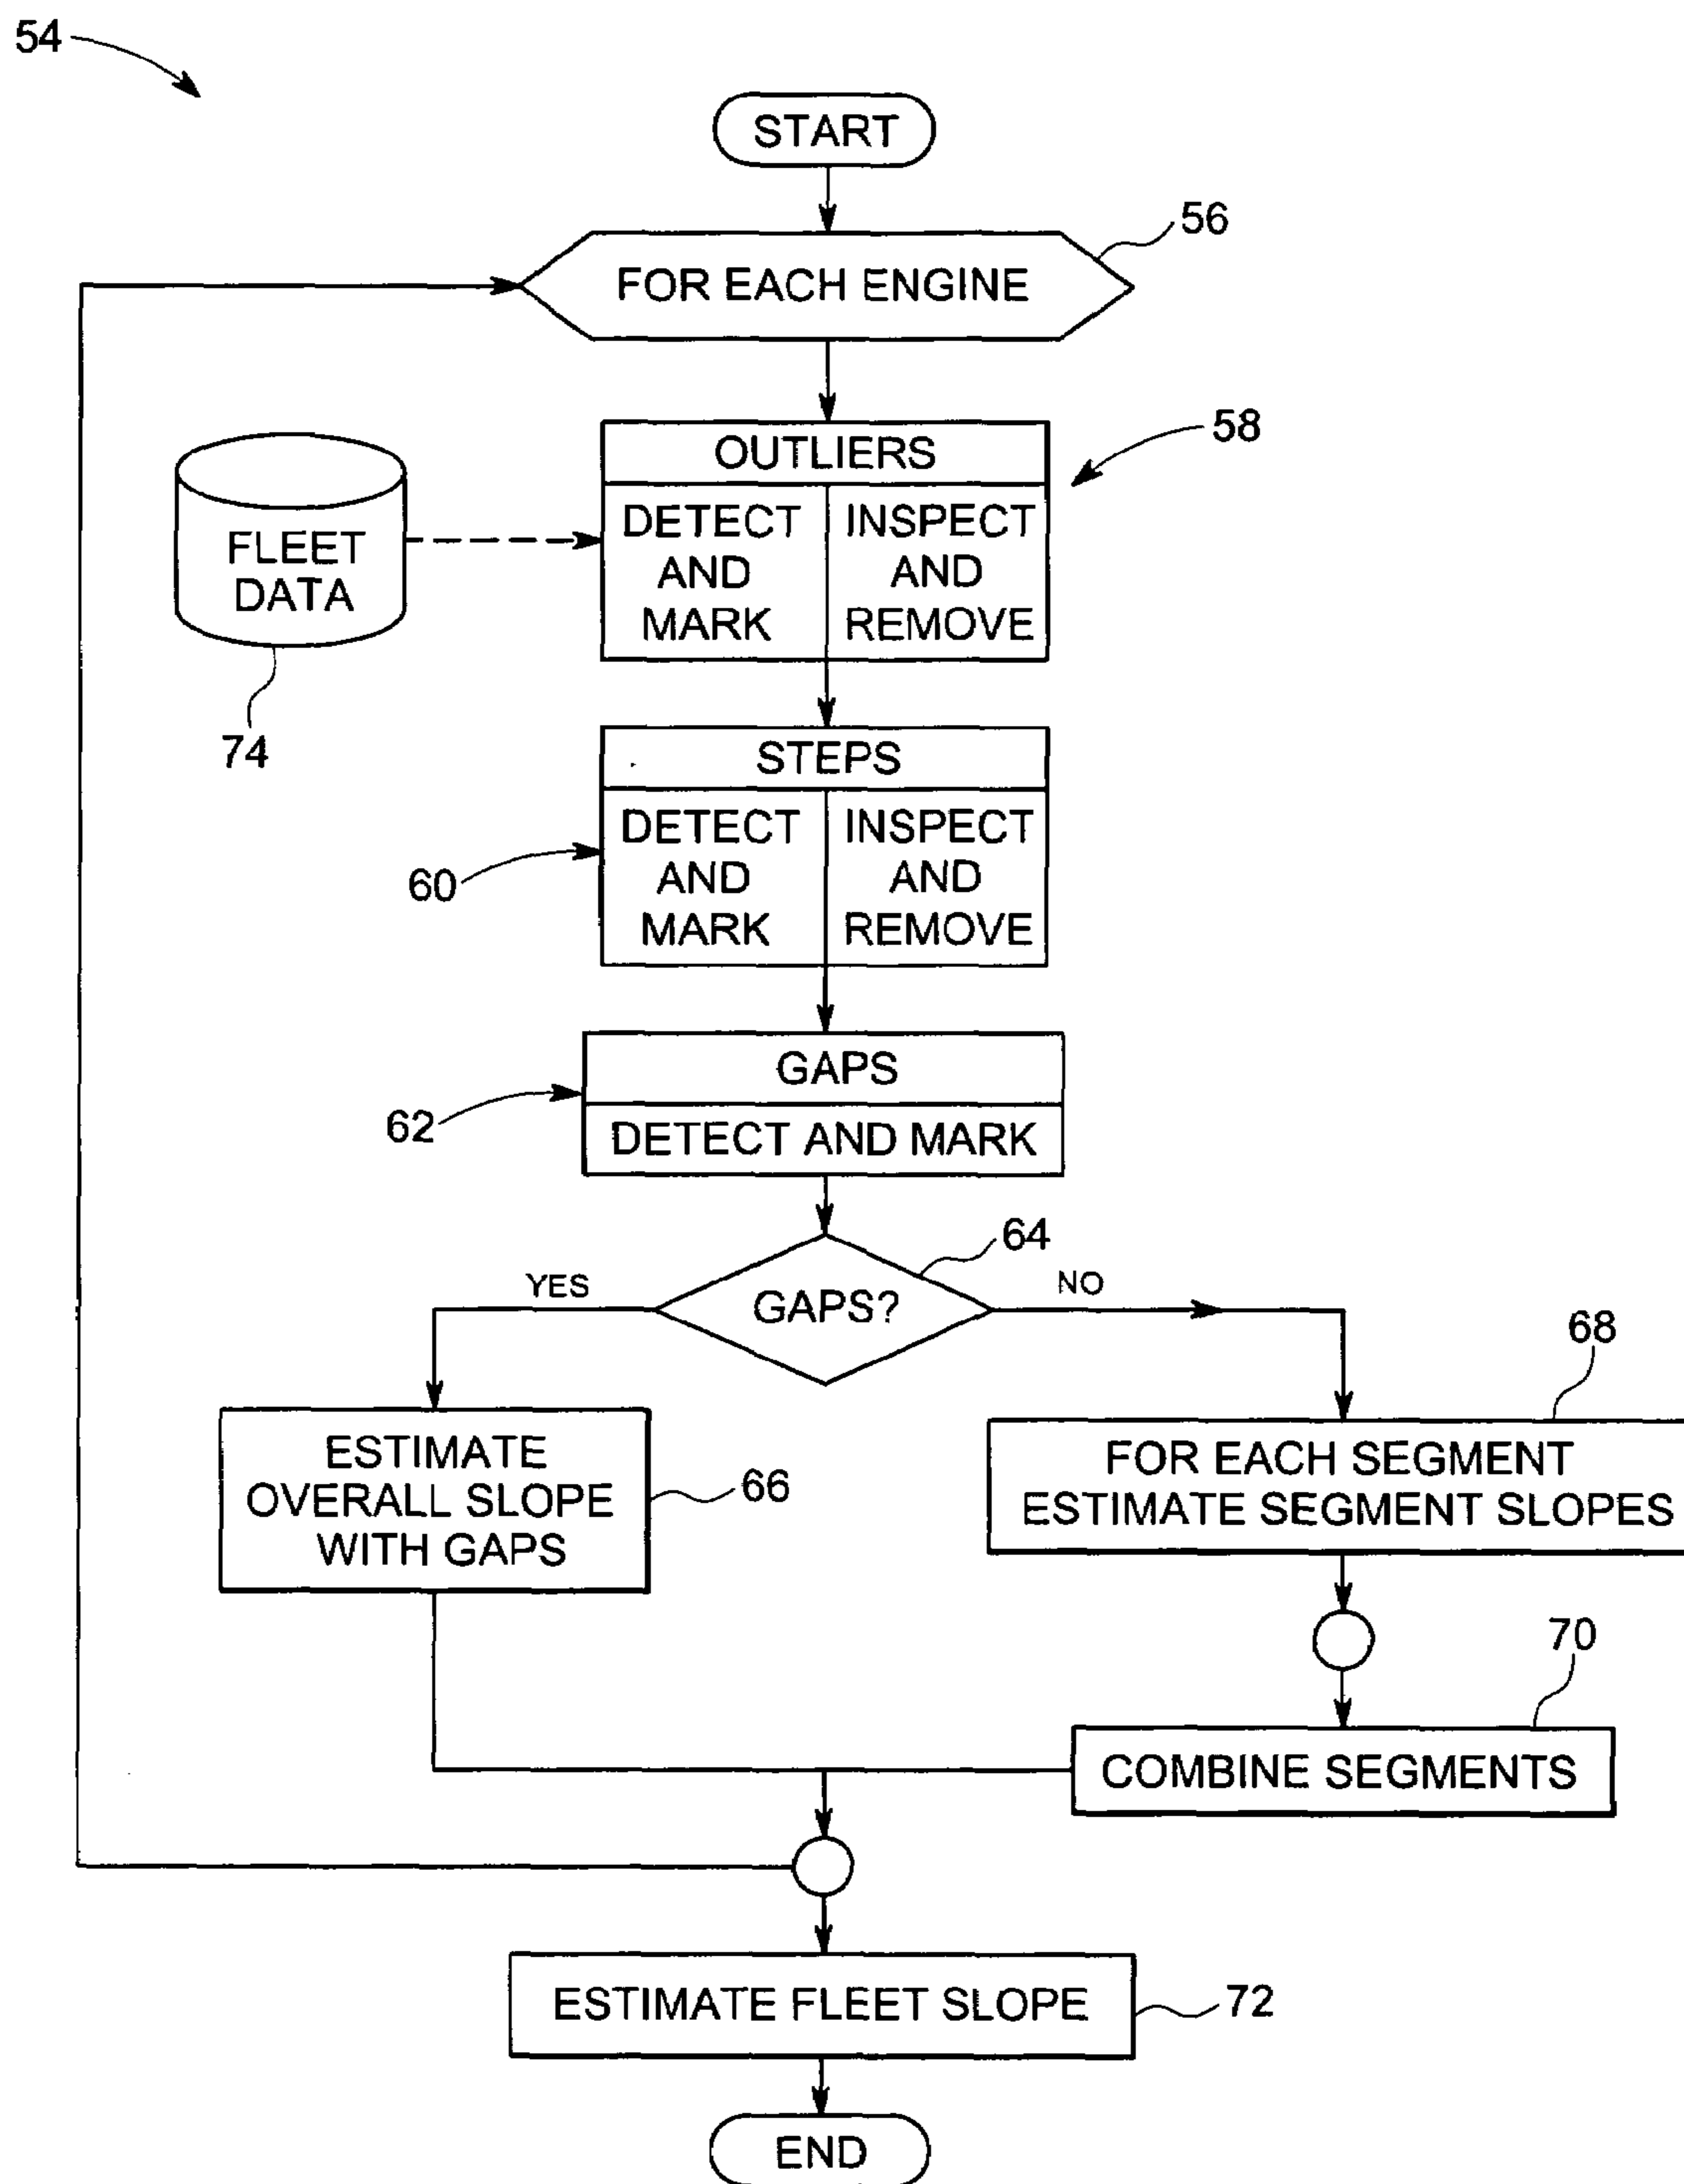 54
START
56
FOR EACH ENGINE
58
OUTLIERS
DETECT
AND
MARK
INSPECT
AND
REMOVE
FLEET
DATA
74
STEPS
DETECT
AND
MARK
INSPECT
AND
REMOVE
60
GAPS
62
DETECT AND MARK
64
YES
GAPS?
NO
68
ESTIMATE
OVERALL SLOPE
WITH GAPS
66
FOR EACH SEGMENT
ESTIMATE SEGMENT SLOPES
70
COMBINE SEGMENTS
ESTIMATE FLEET SLOPE
72
END